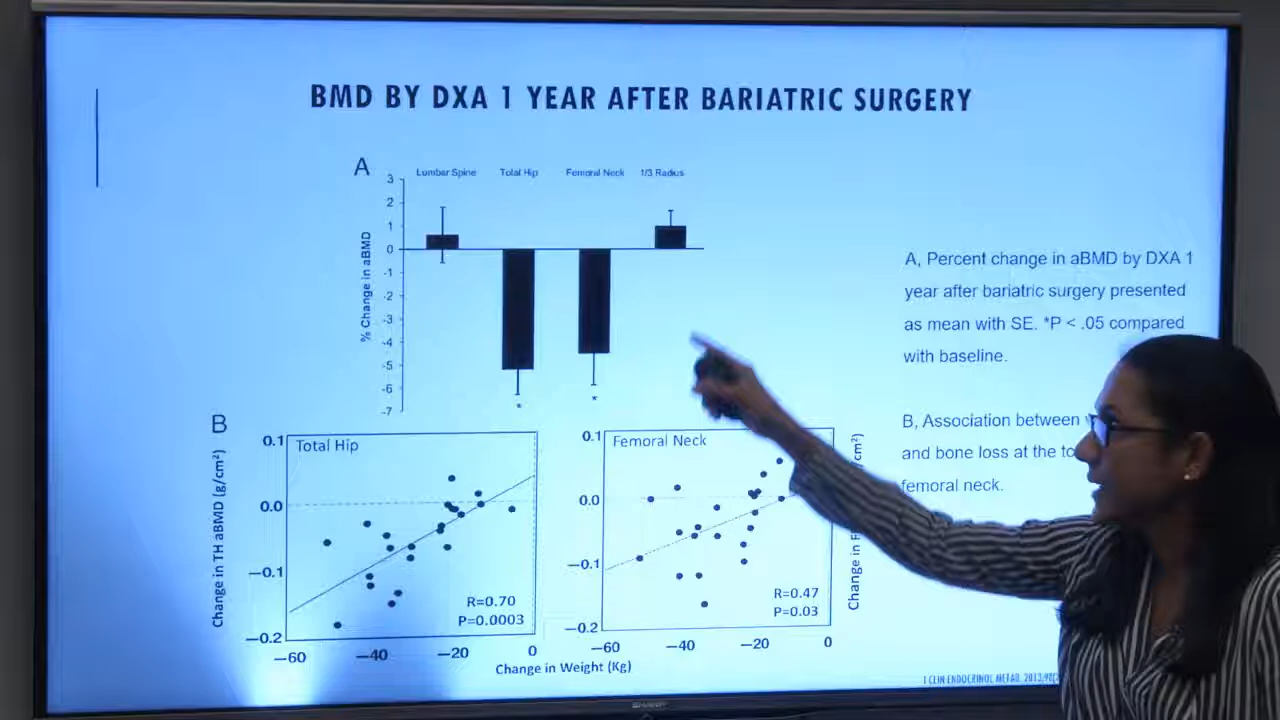 BMD BY DXA 1 YEAR AFTER BARIATRIC SURGERY
A
Lumbar Spine Total Hip Femoral Neck 1/3 Radius
% Change in aBMD
3
2
1
0
-1
-2
-3
-4
-5
-6
-7
* *
A, Percent change in aBMD by DXA 1
year after bariatric surgery presented
as mean with SE. *P < .05 compared
with baseline.
B, Association between
and bone loss at the
femoral neck.
B
Total Hip
Change in TH aBMD (g/cm²)
0.1
0.0
−0.1
−0.2
R=0.70
P=0.0003
−60 −40 −20 0
Femoral Neck
Change in
/cm²)
0.1
0.0
−0.1
−0.2
R=0.47
P=0.03
−60 −40 −20 0
Change in Weight (Kg)
J CLIN ENDOCRINOL METAB. 2013;98
SHARP